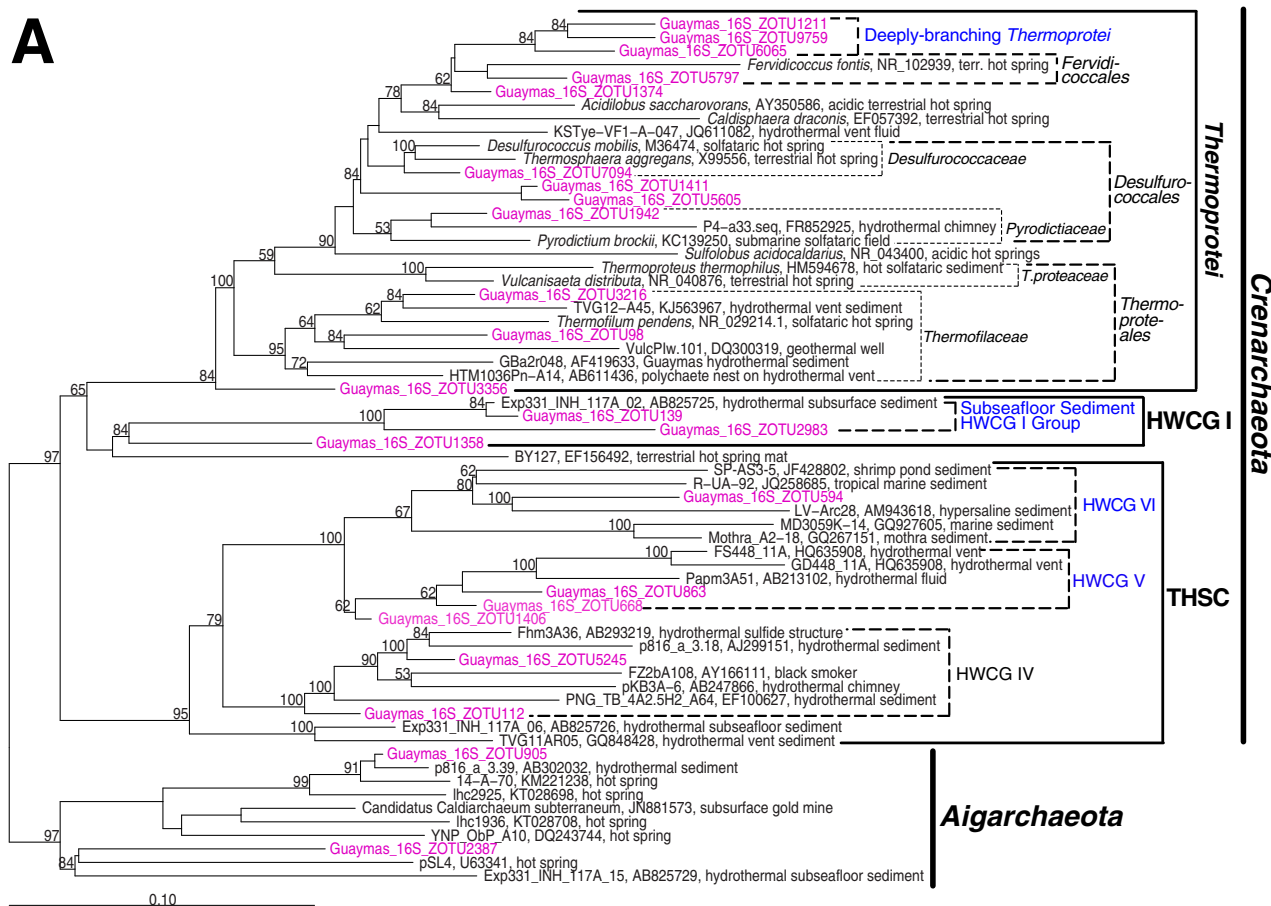 A
84
Guaymas_16S_ZOTU1211
84
Guaymas_16S_ZOTU9759
Deeply-branching Thermoprotei
Guaymas_16S_ZOTU6065
Fervidicoccus fontis, NR_102939, terr. hot spring
Fervidi-
coccales
62
Guaymas_16S_ZOTU5797
78
Guaymas_16S_ZOTU1374
84
Acidilobus saccharovorans, AY350586, acidic terrestrial hot spring
Caldisphaera draconis, EF057392, terrestrial hot spring
KSTye-VF1-A-047, JQ611082, hydrothermal vent fluid
100
Desulfurococcus mobilis, M36474, solfataric hot spring
Thermosphaera aggregans, X99556, terrestrial hot spring
Desulfurococcaceae
84
Guaymas_16S_ZOTU7094
Guaymas_16S_ZOTU1411
Desulfuro-
coccales
Guaymas_16S_ZOTU5605
Guaymas_16S_ZOTU1942
53
P4-a33.seq, FR852925, hydrothermal chimney
Pyrodictiaceae
90
Pyrodictium brockii, KC139250, submarine solfataric field
59
Sulfolobus acidocaldarius, NR_043400, acidic hot springs
100
Thermoproteus thermophilus, HM594678, hot solfataric sediment
T.proteaceae
100
Vulcanisaeta distributa, NR_040876, terrestrial hot spring
84
Guaymas_16S_ZOTU3216
62
TVG12-A45, KJ563967, hydrothermal vent sediment
Thermo-
prote-
ales
64
Thermofilum pendens, NR_029214.1, solfataric hot spring
84
Guaymas_16S_ZOTU98
Thermofilaceae
95
VulcPlw.101, DQ300319, geothermal well
72
GBa2r048, AF419633, Guaymas hydrothermal sediment
84
HTM1036Pn-A14, AB611436, polychaete nest on hydrothermal vent
65
Guaymas_16S_ZOTU3356
Thermoprotei
84
Exp331_INH_117A_02, AB825725, hydrothermal subsurface sediment
100
Guaymas_16S_ZOTU139
Subseafloor Sediment
HWCG I Group
HWCG I
84
Guaymas_16S_ZOTU2983
Guaymas_16S_ZOTU1358
97
BY127, EF156492, terrestrial hot spring mat
Crenarchaeota
62
SP-AS3-5, JF428802, shrimp pond sediment
80
R-UA-92, JQ258685, tropical marine sediment
100
Guaymas_16S_ZOTU594
HWCG VI
67
LV-Arc28, AM943618, hypersaline sediment
100
MD3059K-14, GQ927605, marine sediment
100
Mothra_A2-18, GQ267151, mothra sediment
100
FS448_11A, HQ635908, hydrothermal vent
100
GD448_11A, HQ635908, hydrothermal vent
Papm3A51, AB213102, hydrothermal fluid
HWCG V
62
Guaymas_16S_ZOTU863
THSC
62
Guaymas_16S_ZOTU668
79
Guaymas_16S_ZOTU1406
84
Fhm3A36, AB293219, hydrothermal sulfide structure
100
p816_a_3.18, AJ299151, hydrothermal sediment
90
Guaymas_16S_ZOTU5245
53
FZ2bA108, AY166111, black smoker
HWCG IV
100
pKB3A-6, AB247866, hydrothermal chimney
100
PNG_TB_4A2.5H2_A64, EF100627, hydrothermal sediment
95
Guaymas_16S_ZOTU112
100
Exp331_INH_117A_06, AB825726, hydrothermal subseafloor sediment
TVG11AR05, GQ848428, hydrothermal vent sediment
Guaymas_16S_ZOTU905
91
p816_a_3.39, AB302032, hydrothermal sediment
99
14-A-70, KM221238, hot spring
lhc2925, KT028698, hot spring
Candidatus Caldiarchaeum subterraneum, JN881573, subsurface gold mine
Aigarchaeota
lhc1936, KT028708, hot spring
97
YNP_ObP_A10, DQ243744, hot spring
Guaymas_16S_ZOTU2387
84
pSL4, U63341, hot spring
Exp331_INH_117A_15, AB825729, hydrothermal subseafloor sediment
0.10